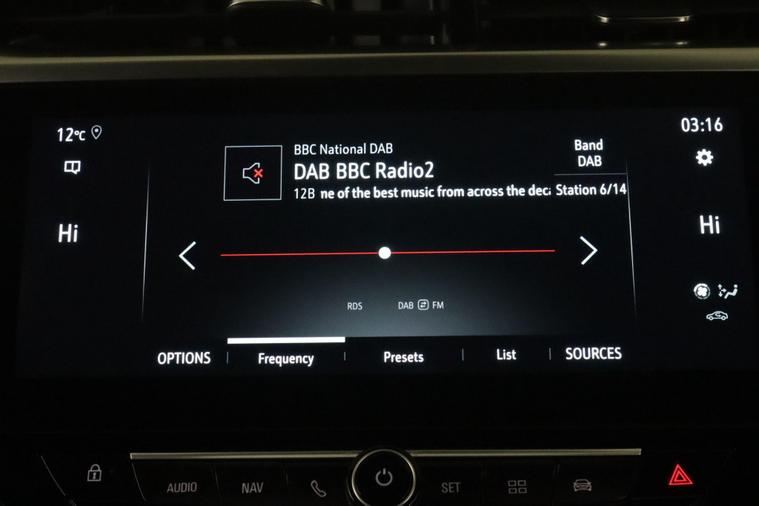 12°C
03:16
BBC National DAB
Band
DAB
DAB BBC Radio2
12B ne of the best music from across the deca
Station 6/14
Hi
Hi
RDS
DAB FM
OPTIONS
Frequency
Presets
List
SOURCES
AUDIO
NAV
SET